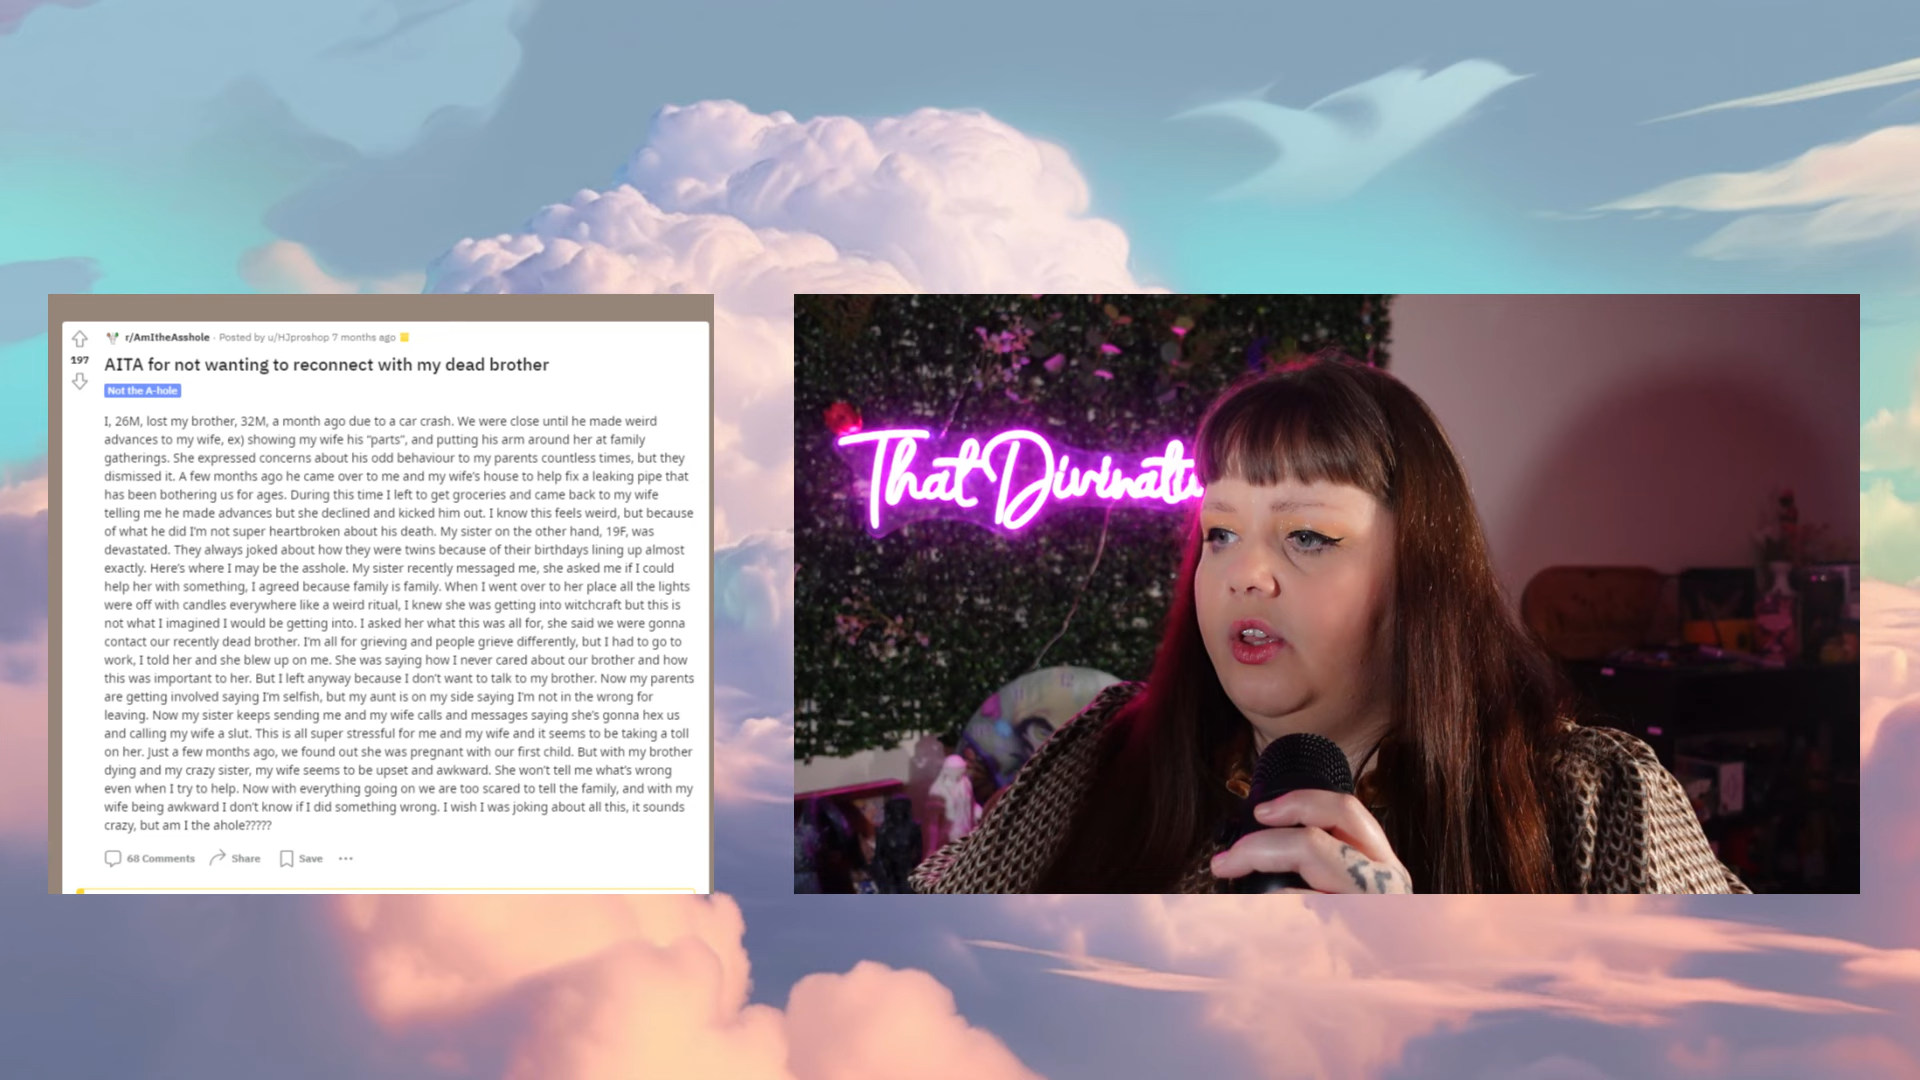 r/AmItheAsshole · Posted by u/HJproshop 7 months ago
197
AITA for not wanting to reconnect with my dead brother
Not the A-hole
I, 26M, lost my brother, 32M, a month ago due to a car crash. We were close until he made weird
advances to my wife, ex) showing my wife his "parts", and putting his arm around her at family
gatherings. She expressed concerns about his odd behaviour to my parents countless times, but they
dismissed it. A few months ago he came over to me and my wife's house to help fix a leaking pipe that
has been bothering us for ages. During this time I left to get groceries and came back to my wife
telling me he made advances but she declined and kicked him out. I know this feels weird, but because
of what he did I'm not super heartbroken about his death. My sister on the other hand, 19F, was
devastated. They always joked about how they were twins because of their birthdays lining up almost
exactly. Here's where I may be the asshole. My sister recently messaged me, she asked me if I could
help her with something, I agreed because family is family. When I went over to her place all the lights
were off with candles everywhere like a weird ritual, I knew she was getting into witchcraft but this is
not what I imagined I would be getting into. I asked her what this was all for, she said we were gonna
contact our recently dead brother. I'm all for grieving and people grieve differently, but I had to go to
work, I told her and she blew up on me. She was saying how I never cared about our brother and how
this was important to her. But I left anyway because I don't want to talk to my brother. Now my parents
are getting involved saying I'm selfish, but my aunt is on my side saying I'm not in the wrong for
leaving. Now my sister keeps sending me and my wife calls and messages saying she's gonna hex us
and calling my wife a slut. This is all super stressful for me and my wife and it seems to be taking a toll
on her. Just a few months ago, we found out she was pregnant with our first child. But with my brother
dying and my crazy sister, my wife seems to be upset and awkward. She won't tell me what's wrong
even when I try to help. Now with everything going on we are too scared to tell the family, and with my
wife being awkward I don't know if I did something wrong. I wish I was joking about all this, it sounds
crazy, but am I the ahole?????
68 Comments Share Save
That Divinatu